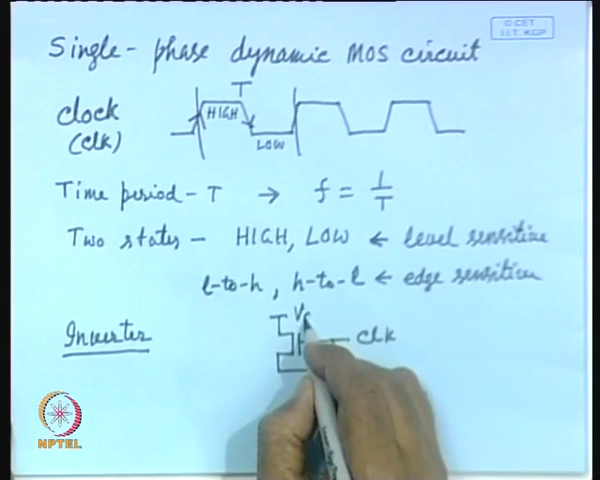 © CET
I.I.T. KGP
Single-phase dynamic MOS circuit
T
clock
(Clk)
HIGH
LOW
Time period - T → f = 1/T
Two states - HIGH, LOW ← level sensitive
l-to-h, h-to-l ← edge sensitive
Inverter
Clk
NPTEL